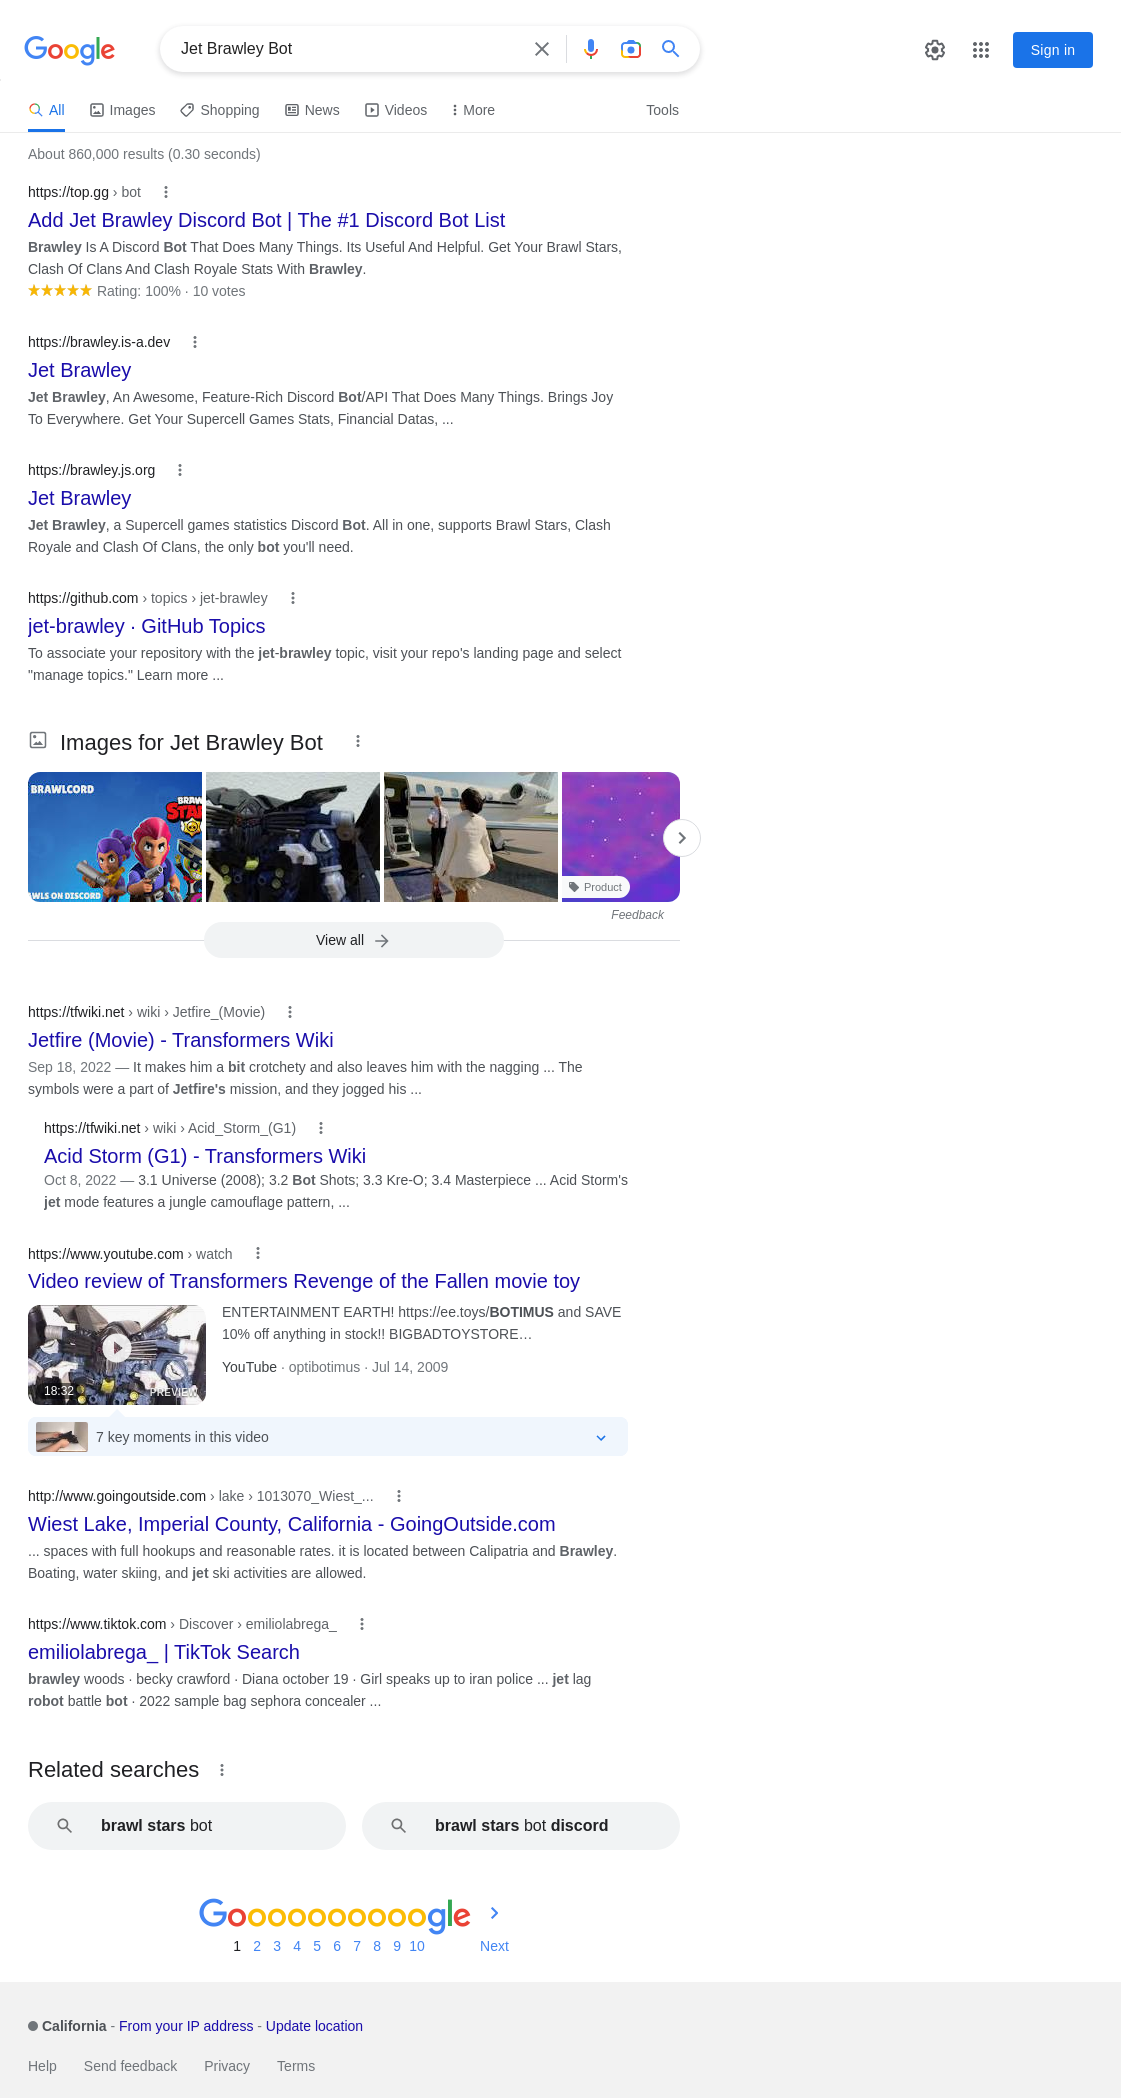 Google
Jet Brawley Bot
Sign in
All
Images
Shopping
News
Videos
More
Tools
About 860,000 results (0.30 seconds)
https://top.gg › bot
Add Jet Brawley Discord Bot | The #1 Discord Bot List
Brawley Is A Discord Bot That Does Many Things. Its Useful And Helpful. Get Your Brawl Stars,
Clash Of Clans And Clash Royale Stats With Brawley.
Rating: 100% · 10 votes
https://brawley.is-a.dev
Jet Brawley
Jet Brawley, An Awesome, Feature-Rich Discord Bot/API That Does Many Things. Brings Joy
To Everywhere. Get Your Supercell Games Stats, Financial Datas, ...
https://brawley.js.org
Jet Brawley
Jet Brawley, a Supercell games statistics Discord Bot. All in one, supports Brawl Stars, Clash
Royale and Clash Of Clans, the only bot you'll need.
https://github.com › topics › jet-brawley
jet-brawley · GitHub Topics
To associate your repository with the jet-brawley topic, visit your repo's landing page and select
"manage topics." Learn more ...
Images for Jet Brawley Bot
BRAWLCORD
BRAW
STA
AWLS ON DISCORD
Product
Feedback
View all
https://tfwiki.net › wiki › Jetfire_(Movie)
Jetfire (Movie) - Transformers Wiki
Sep 18, 2022 — It makes him a bit crotchety and also leaves him with the nagging ... The
symbols were a part of Jetfire's mission, and they jogged his ...
https://tfwiki.net › wiki › Acid_Storm_(G1)
Acid Storm (G1) - Transformers Wiki
Oct 8, 2022 — 3.1 Universe (2008); 3.2 Bot Shots; 3.3 Kre-O; 3.4 Masterpiece ... Acid Storm's
jet mode features a jungle camouflage pattern, ...
https://www.youtube.com › watch
Video review of Transformers Revenge of the Fallen movie toy
ENTERTAINMENT EARTH! https://ee.toys/BOTIMUS and SAVE
10% off anything in stock!! BIGBADTOYSTORE…
YouTube · optibotimus · Jul 14, 2009
18:32
PREVIEW
7 key moments in this video
http://www.goingoutside.com › lake › 1013070_Wiest_...
Wiest Lake, Imperial County, California - GoingOutside.com
... spaces with full hookups and reasonable rates. it is located between Calipatria and Brawley.
Boating, water skiing, and jet ski activities are allowed.
https://www.tiktok.com › Discover › emiliolabrega_
emiliolabrega_ | TikTok Search
brawley woods · becky crawford · Diana october 19 · Girl speaks up to iran police ... jet lag
robot battle bot · 2022 sample bag sephora concealer ...
Related searches
brawl stars bot
brawl stars bot discord
Goooooooooogle
1 2 3 4 5 6 7 8 9 10 Next
California - From your IP address - Update location
Help Send feedback Privacy Terms